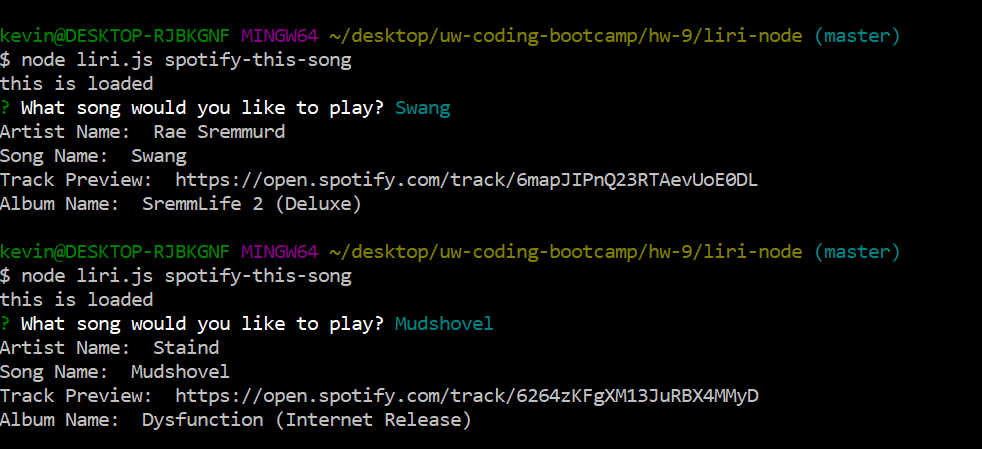 kevin@DESKTOP-RJBKGNF MINGW64 ~/desktop/uw-coding-bootcamp/hw-9/liri-node (master)
$ node liri.js spotify-this-song
this is loaded
? What song would you like to play? Swang
Artist Name:  Rae Sremmurd
Song Name:  Swang
Track Preview:  https://open.spotify.com/track/6mapJIPnQ23RTAevUoE0DL
Album Name:  SremmLife 2 (Deluxe)
kevin@DESKTOP-RJBKGNF MINGW64 ~/desktop/uw-coding-bootcamp/hw-9/liri-node (master)
$ node liri.js spotify-this-song
this is loaded
? What song would you like to play? Mudshovel
Artist Name:  Staind
Song Name:  Mudshovel
Track Preview:  https://open.spotify.com/track/6264zKFgXM13JuRBX4MMyD
Album Name:  Dysfunction (Internet Release)